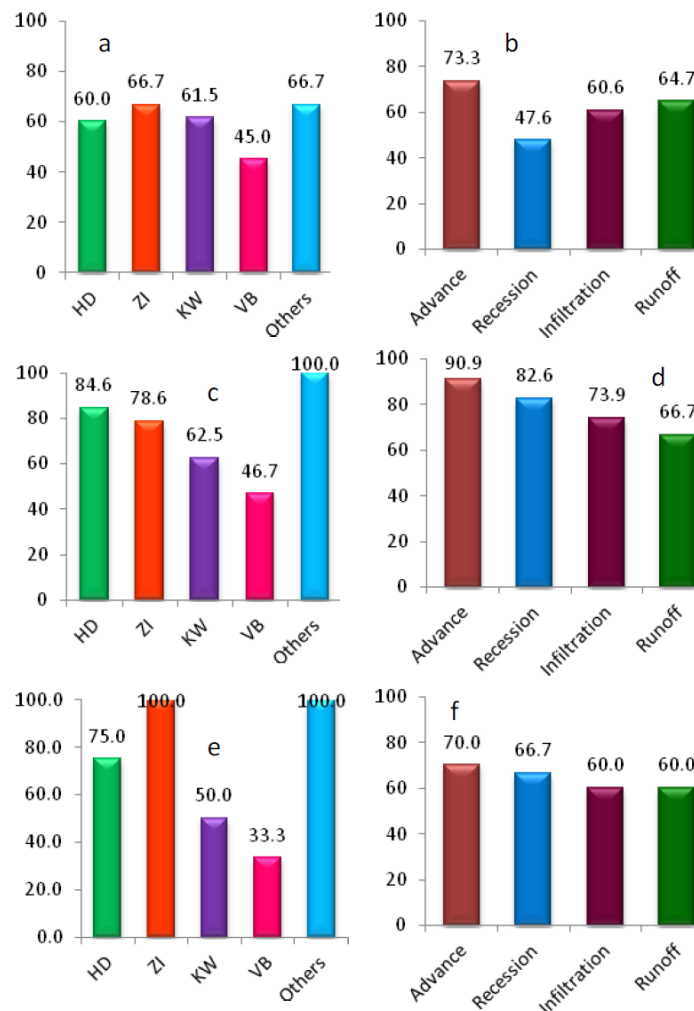 100.0
80
60
40
20
0
a
60.0
66.7
61.5
45.0
66.7
HD
ZI
KW
VB
Others
100
80
60
40
20
0
b
73.3
47.6
60.6
64.7
Advance
Recession
Infiltration
Runoff
100
80
60
40
20
0
c
84.6
78.6
62.5
46.7
100.0
HD
ZI
KW
VB
Others
100
80
60
40
20
0
d
90.9
82.6
73.9
66.7
Advance
Recession
Infiltration
Runoff
100.0
80.0
60.0
40.0
20.0
0.0
e
75.0
100.0
50.0
33.3
100.0
HD
ZI
KW
VB
Others
100
80
60
40
20
0
f
70.0
66.7
60.0
60.0
Advance
Recession
Infiltration
Runoff